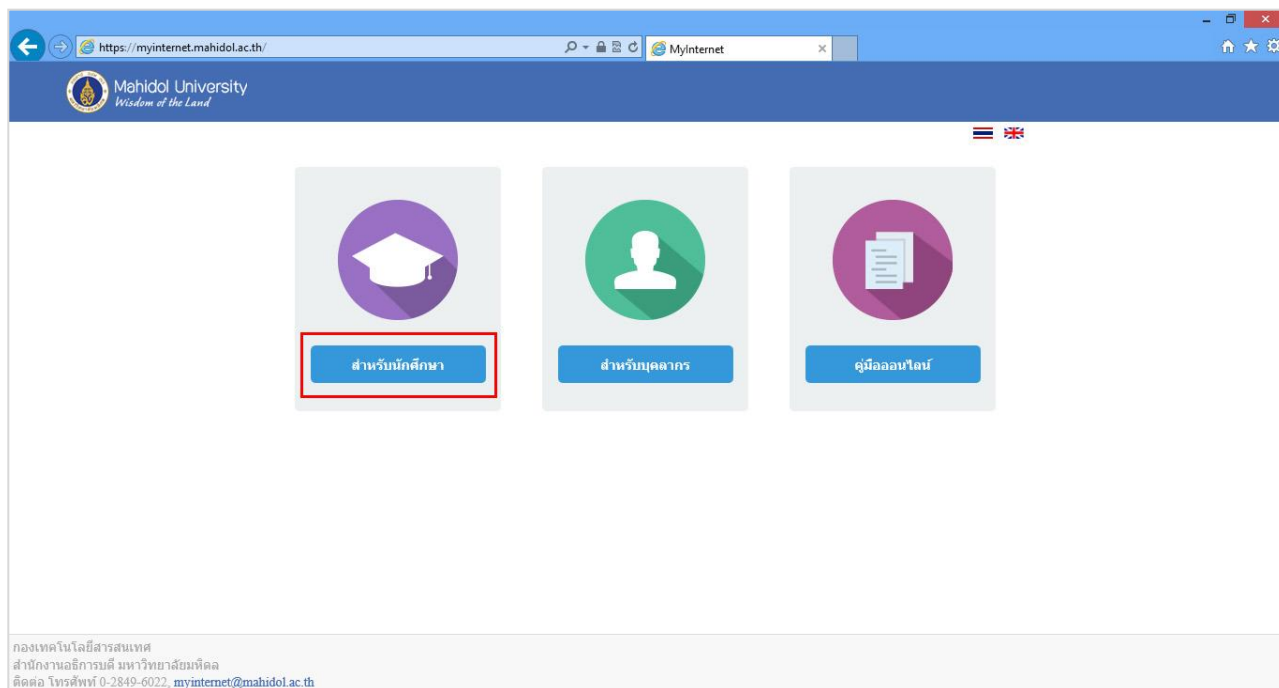 https://myinternet.mahidol.ac.th/
MyInternet
Mahidol University
Wisdom of the Land
สำหรับนักศึกษา
สำหรับบุคลากร
คู่มือออนไลน์
กองเทคโนโลยีสารสนเทศ
สำนักงานอธิการบดี มหาวิทยาลัยมหิดล
ติดต่อ โทรศัพท์ 0-2849-6022, myinternet@mahidol.ac.th